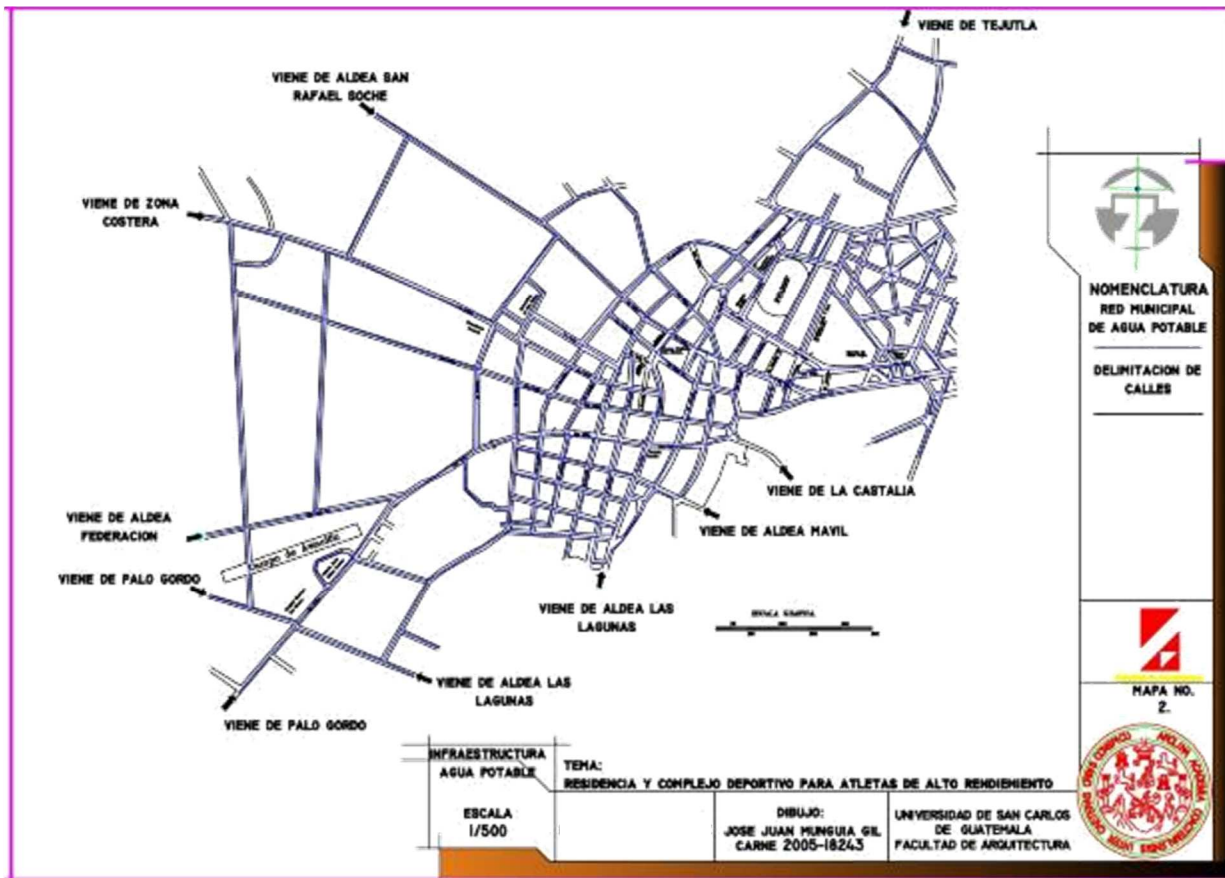 VIENE DE TEJUTLA
VIENE DE ALDEA SAN
RAFAEL SOCHE
VIENE DE ZONA
COSTERA
VIENE DE LA CASTALIA
VIENE DE ALDEA
FEDERACION
VIENE DE ALDEA MAVIL
VIENE DE PALO GORDO
VIENE DE ALDEA LAS
LAGUNAS
VIENE DE ALDEA LAS
LAGUNAS
VIENE DE PALO GORDO
NOMENCLATURA
RED MUNICIPAL
DE AGUA POTABLE
DELIMITACION DE
CALLES
MAPA NO.
2.
INFRAESTRUCTURA
AGUA POTABLE
ESCALA
1/500
TEMA:
RESIDENCIA Y COMPLEJO DEPORTIVO PARA ATLETAS DE ALTO RENDIEMIENTO
DIBUJO:
JOSE JUAN MUNGUIA GIL
CARNE 2005-18243
UNIVERSIDAD DE SAN CARLOS
DE GUATEMALA
FACULTAD DE ARQUITECTURA